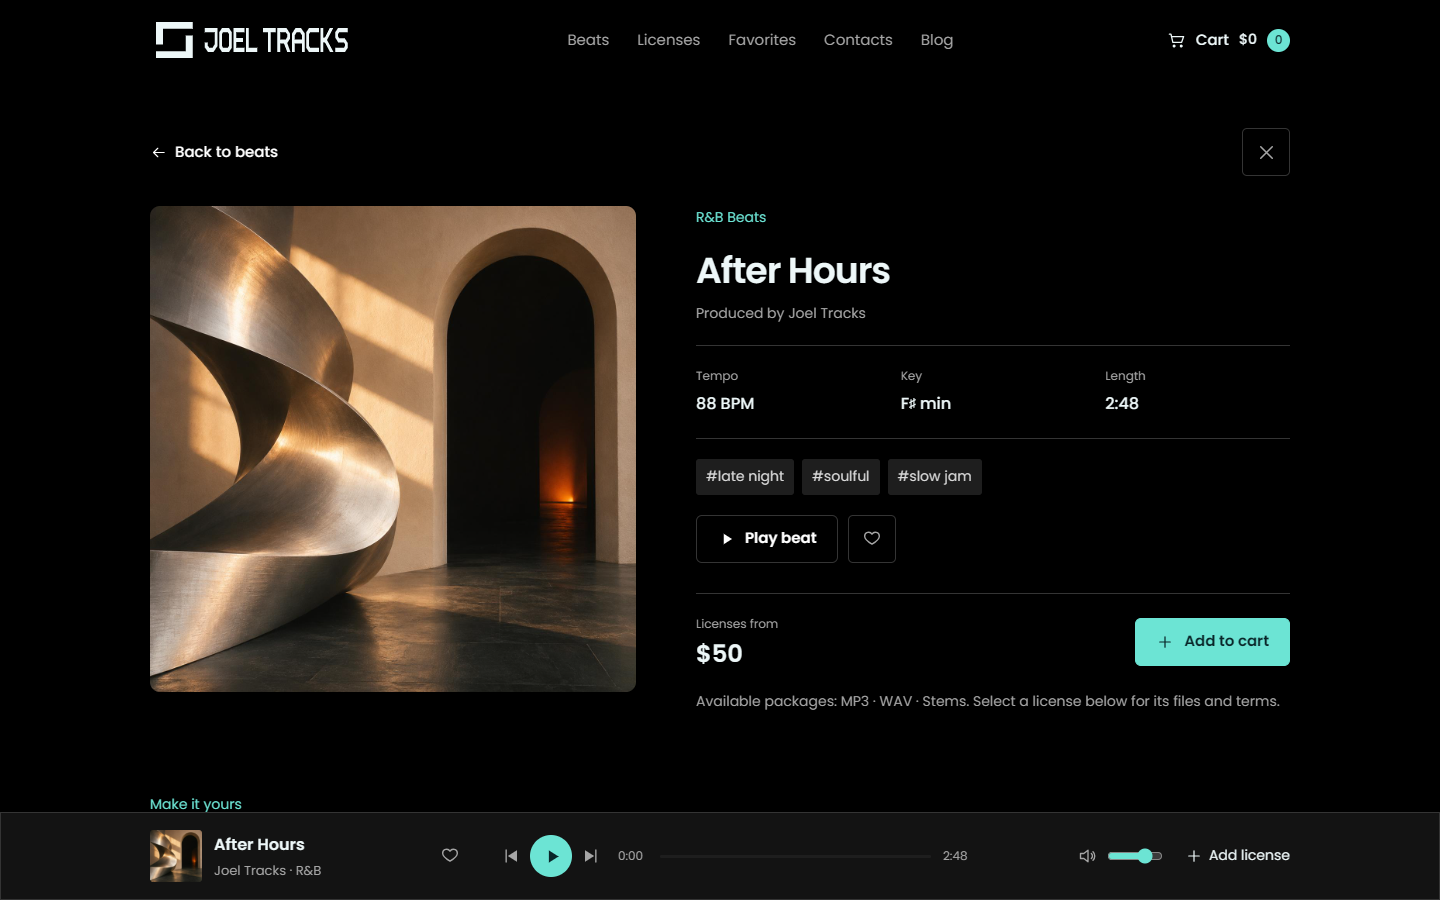 JOEL TRACKS
Beats
Licenses
Favorites
Contacts
Blog
Cart $0 0
Back to beats
R&B Beats
After Hours
Produced by Joel Tracks
Tempo
Key
Length
88 BPM
F♯ min
2:48
#late night
#soulful
#slow jam
Play beat
Licenses from
$50
Add to cart
Available packages: MP3 · WAV · Stems. Select a license below for its files and terms.
Make it yours
After Hours
Joel Tracks · R&B
0:00
2:48
Add license